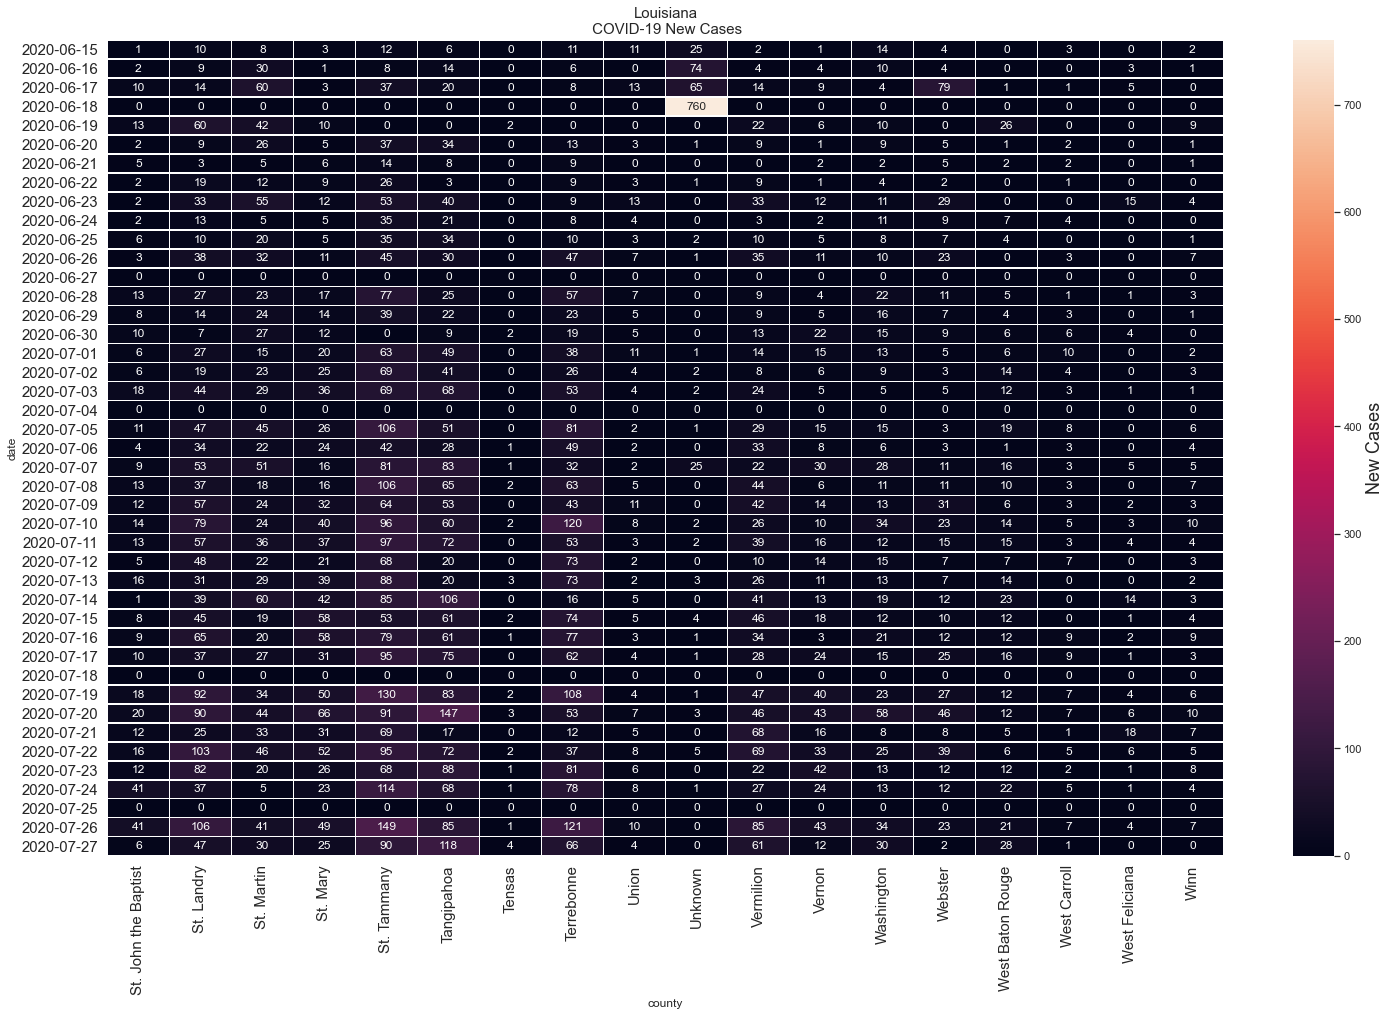 Louisiana
COVID-19 New Cases
2020-06-15 1 10 8 3 12 6 0 11 11 25 2 1 14 4 0 3 0 2
2020-06-16 2 9 30 1 8 14 0 6 0 74 4 4 10 4 0 0 3 1
2020-06-17 10 14 60 3 37 20 0 8 13 65 14 9 4 79 1 1 5 0
2020-06-18 0 0 0 0 0 0 0 0 0 760 0 0 0 0 0 0 0 0
2020-06-19 13 60 42 10 0 0 2 0 0 0 22 6 10 0 26 0 0 9
2020-06-20 2 9 26 5 37 34 0 13 3 1 9 1 9 5 1 2 0 1
2020-06-21 5 3 5 6 14 8 0 9 0 0 0 2 2 5 2 2 0 1
2020-06-22 2 19 12 9 26 3 0 9 3 1 9 1 4 2 0 1 0 0
2020-06-23 2 33 55 12 53 40 0 9 13 0 33 12 11 29 0 0 15 4
2020-06-24 2 13 5 5 35 21 0 8 4 0 3 2 11 9 7 4 0 0
2020-06-25 6 10 20 5 35 34 0 10 3 2 10 5 8 7 4 0 0 1
2020-06-26 3 38 32 11 45 30 0 47 7 1 35 11 10 23 0 3 0 7
2020-06-27 0 0 0 0 0 0 0 0 0 0 0 0 0 0 0 0 0 0
2020-06-28 13 27 23 17 77 25 0 57 7 0 9 4 22 11 5 1 1 3
2020-06-29 8 14 24 14 39 22 0 23 5 0 9 5 16 7 4 3 0 1
2020-06-30 10 7 27 12 0 9 2 19 5 0 13 22 15 9 6 6 4 0
2020-07-01 6 27 15 20 63 49 0 38 11 1 14 15 13 5 6 10 0 2
2020-07-02 6 19 23 25 69 41 0 26 4 2 8 6 9 3 14 4 0 3
2020-07-03 18 44 29 36 69 68 0 53 4 2 24 5 5 5 12 3 1 1
2020-07-04 0 0 0 0 0 0 0 0 0 0 0 0 0 0 0 0 0 0
2020-07-05 11 47 45 26 106 51 0 81 2 1 29 15 15 3 19 8 0 6
2020-07-06 4 34 22 24 42 28 1 49 2 0 33 8 6 3 1 3 0 4
2020-07-07 9 53 51 16 81 83 1 32 2 25 22 30 28 11 16 3 5 5
2020-07-08 13 37 18 16 106 65 2 63 5 0 44 6 11 11 10 3 0 7
2020-07-09 12 57 24 32 64 53 0 43 11 0 42 14 13 31 6 3 2 3
2020-07-10 14 79 24 40 96 60 2 120 8 2 26 10 34 23 14 5 3 10
2020-07-11 13 57 36 37 97 72 0 53 3 2 39 16 12 15 15 3 4 4
2020-07-12 5 48 22 21 68 20 0 73 2 0 10 14 15 7 7 7 0 3
2020-07-13 16 31 29 39 88 20 3 73 2 3 26 11 13 7 14 0 0 2
2020-07-14 1 39 60 42 85 106 0 16 5 0 41 13 19 12 23 0 14 3
2020-07-15 8 45 19 58 53 61 2 74 5 4 46 18 12 10 12 0 1 4
2020-07-16 9 65 20 58 79 61 1 77 3 1 34 3 21 12 12 9 2 9
2020-07-17 10 37 27 31 95 75 0 62 4 1 28 24 15 25 16 9 1 3
2020-07-18 0 0 0 0 0 0 0 0 0 0 0 0 0 0 0 0 0 0
2020-07-19 18 92 34 50 130 83 2 108 4 1 47 40 23 27 12 7 4 6
2020-07-20 20 90 44 66 91 147 3 53 7 3 46 43 58 46 12 7 6 10
2020-07-21 12 25 33 31 69 17 0 12 5 0 68 16 8 8 5 1 18 7
2020-07-22 16 103 46 52 95 72 2 37 8 5 69 33 25 39 6 5 6 5
2020-07-23 12 82 20 26 68 88 1 81 6 0 22 42 13 12 12 2 1 8
2020-07-24 41 37 5 23 114 68 1 78 8 1 27 24 13 12 22 5 1 4
2020-07-25 0 0 0 0 0 0 0 0 0 0 0 0 0 0 0 0 0 0
2020-07-26 41 106 41 49 149 85 1 121 10 0 85 43 34 23 21 7 4 7
2020-07-27 6 47 30 25 90 118 4 66 4 0 61 12 30 2 28 1 0 0
date
St. John the Baptist
St. Landry
St. Martin
St. Mary
St. Tammany
Tangipahoa
Tensas
Terrebonne
Union
Unknown
Vermilion
Vernon
Washington
Webster
West Baton Rouge
West Carroll
West Feliciana
Winn
county
700
600
500
400
300
200
100
0
New Cases